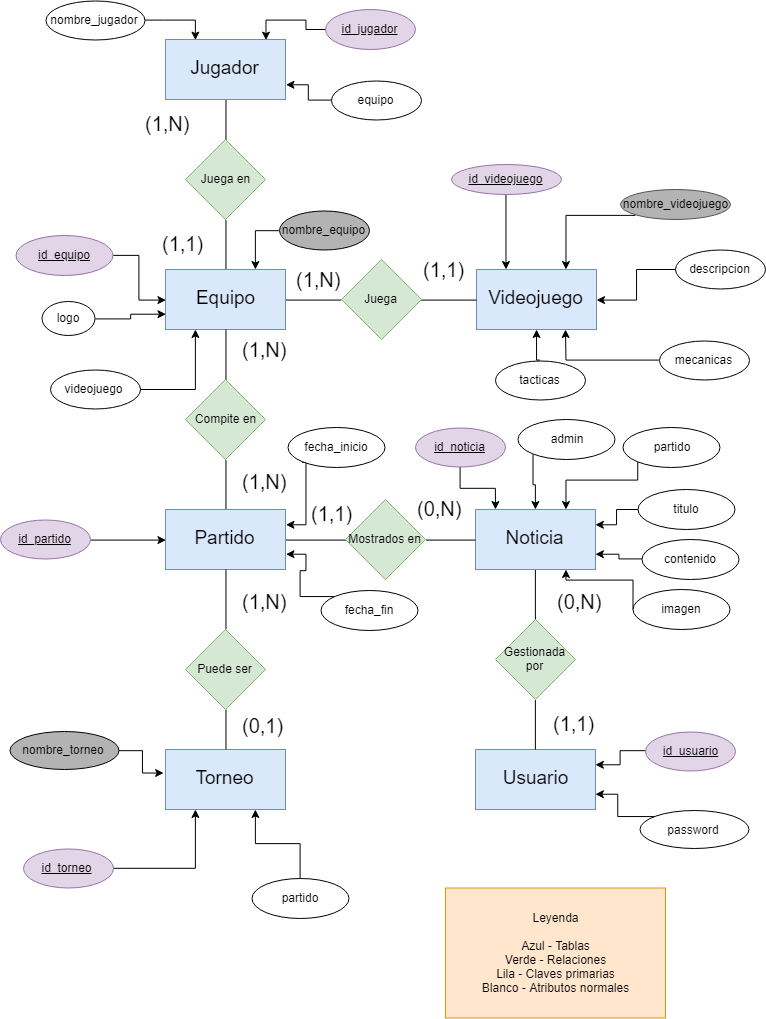 nombre_jugador
id_jugador
Jugador
equipo
(1,N)
Juega en
(1,1)
id_videojuego
nombre_videojuego
nombre_equipo
id_equipo
descripcion
(1,N)
(1,1)
Equipo
Juega
Videojuego
logo
(1,N)
mecanicas
videojuego
tacticas
Compite en
fecha_inicio
id_noticia
admin
partido
(1,N)
(1,1)
(0,N)
titulo
id_partido
Partido
Mostrados en
Noticia
contenido
(1,N)
fecha_fin
(0,N)
imagen
Puede ser
Gestionada
por
(0,1)
(1,1)
nombre_torneo
id_usuario
Torneo
Usuario
password
id_torneo
partido
Leyenda
Azul - Tablas
Verde - Relaciones
Lila - Claves primarias
Blanco - Atributos normales